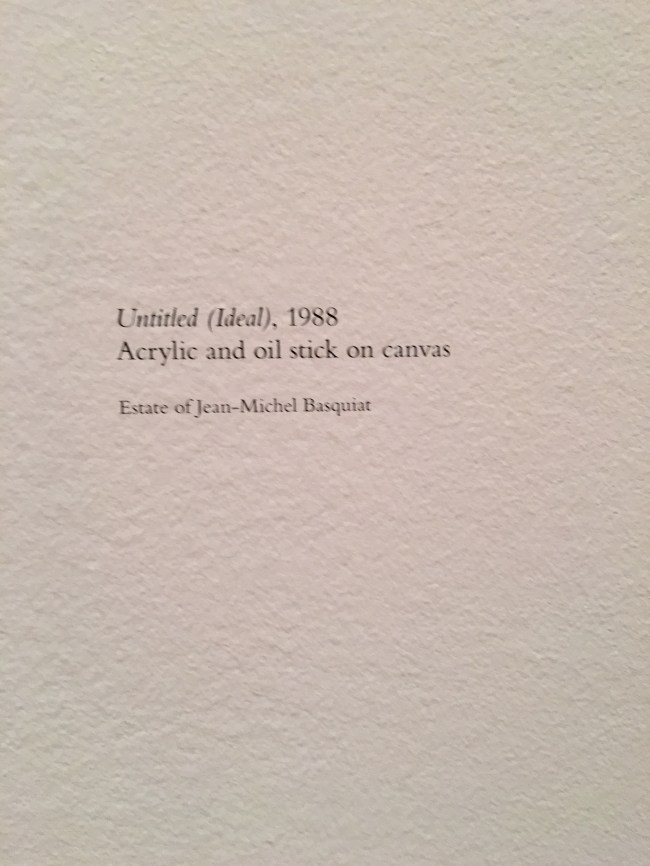 Untitled (Ideal), 1988
Acrylic and oil stick on canvas
Estate of Jean-Michel Basquiat